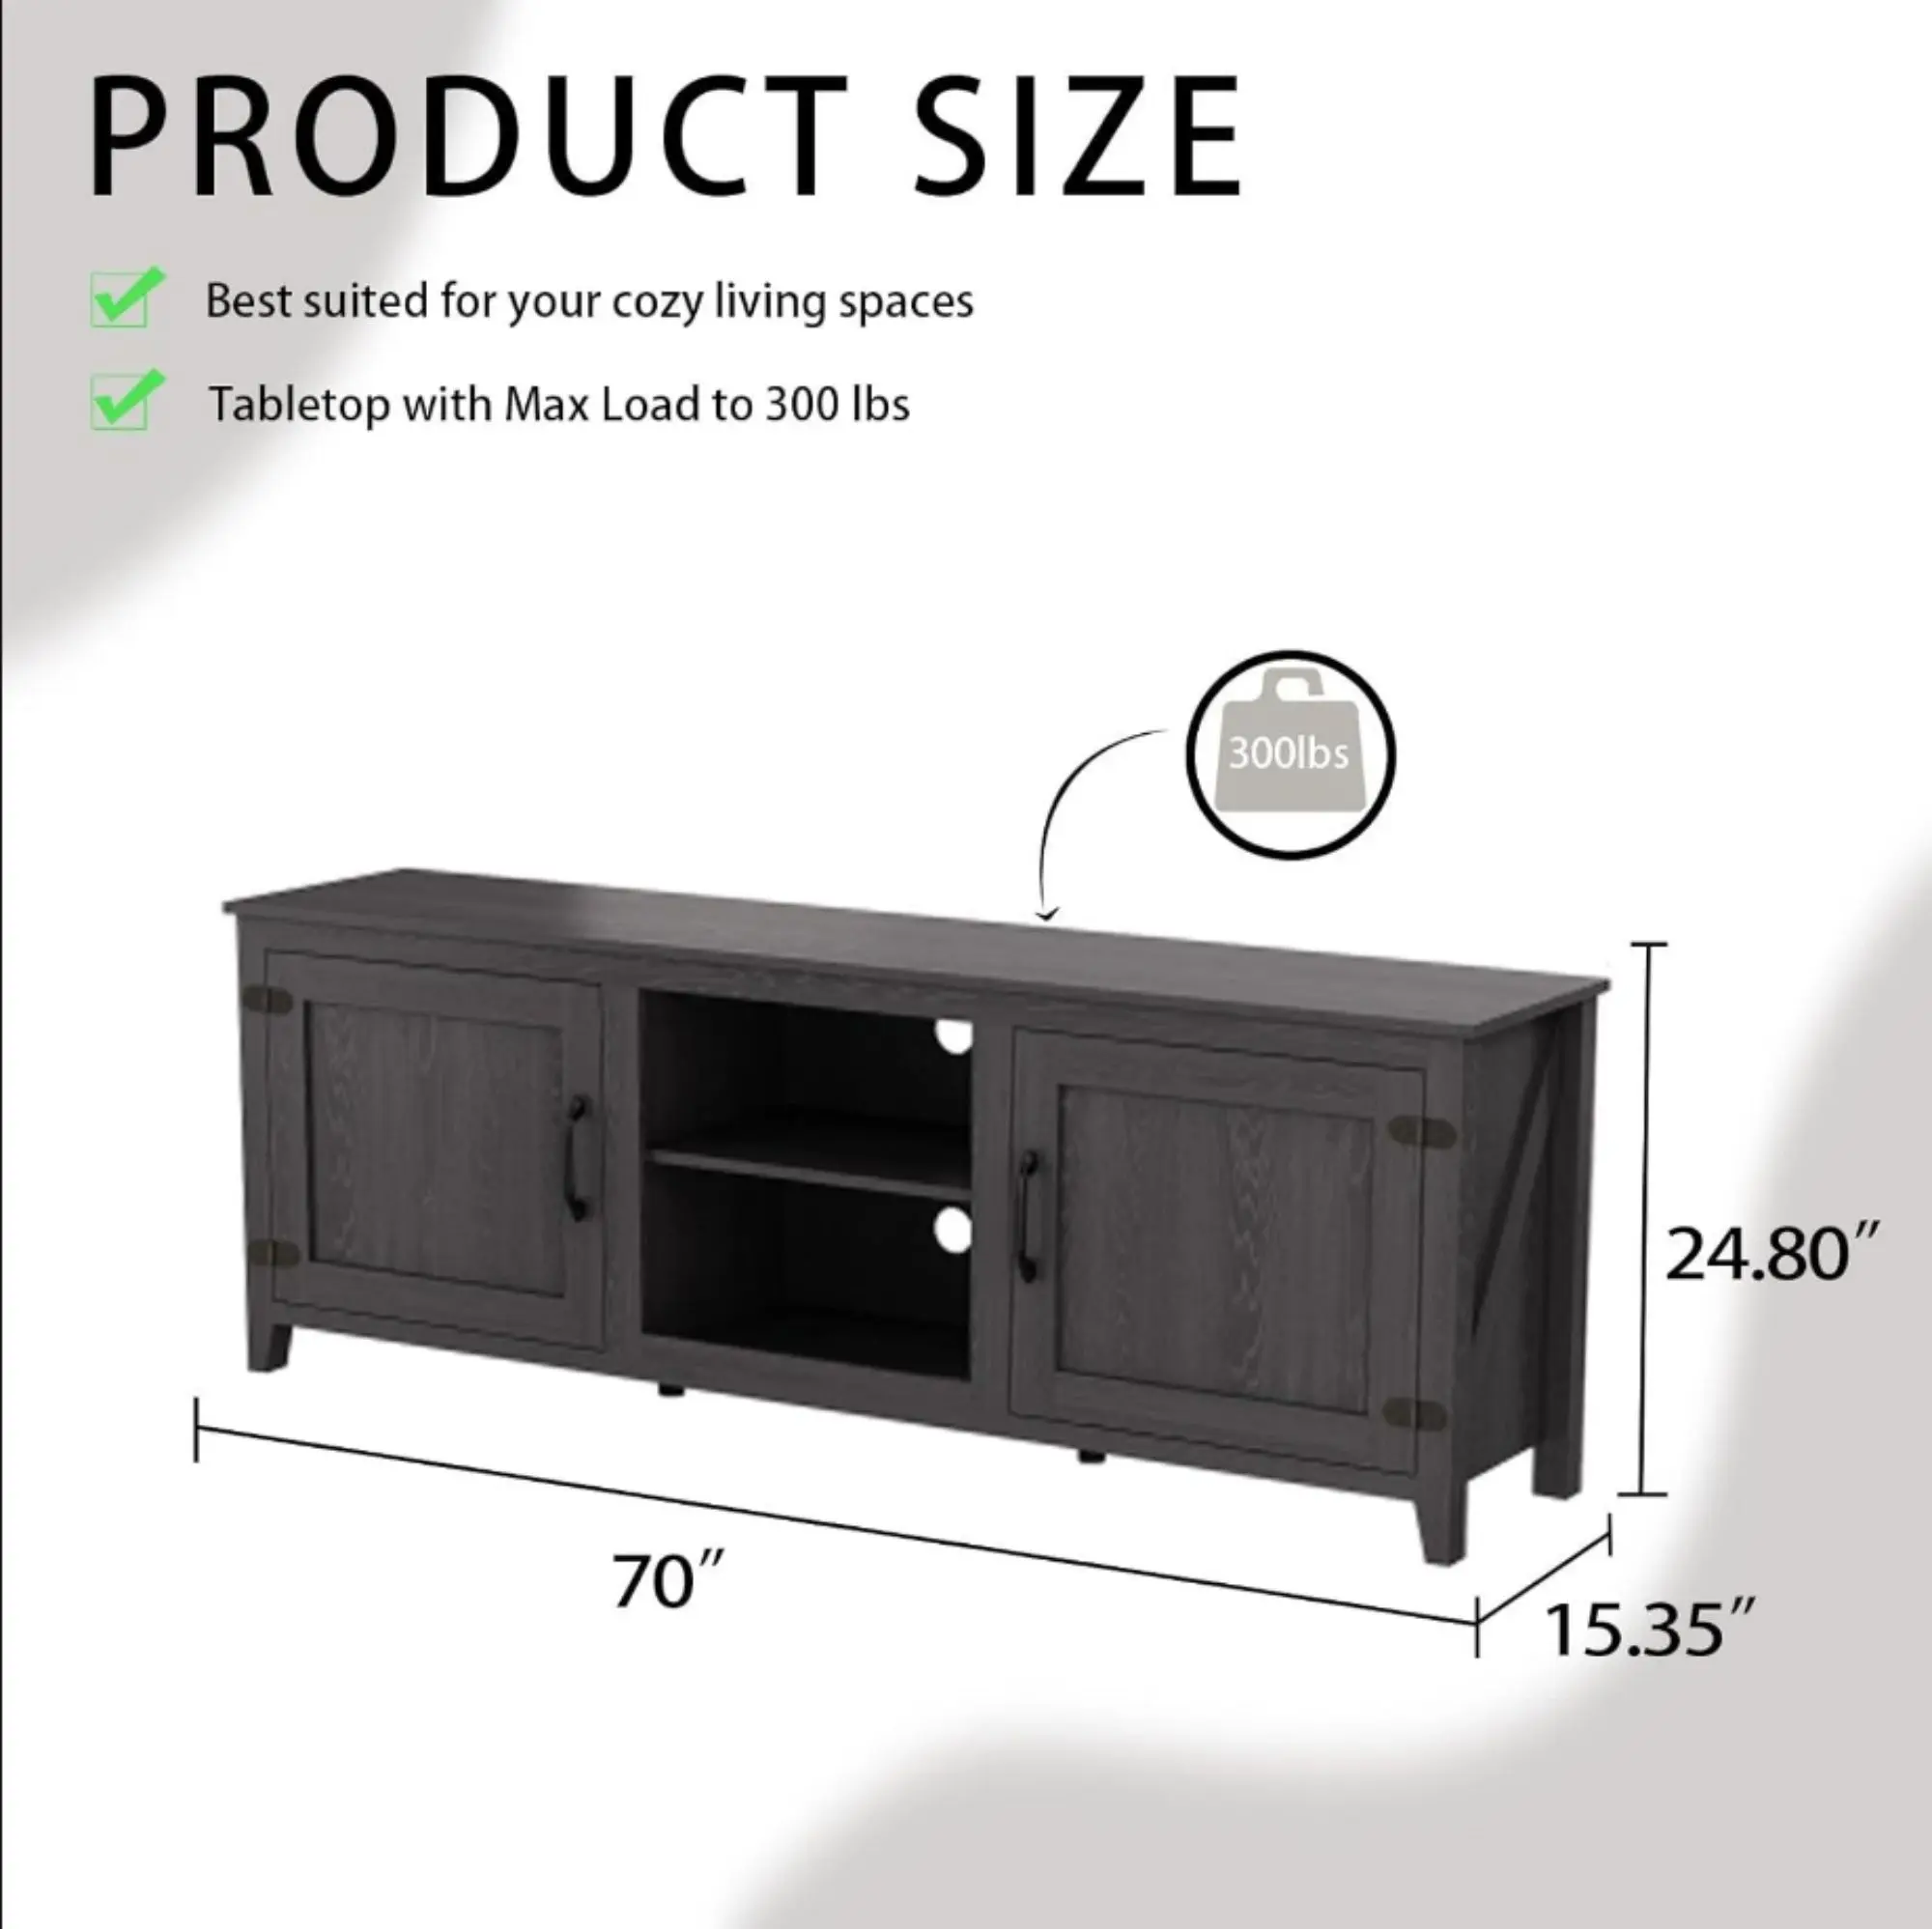 PRODUCT SIZE
Best suited for your cozy living spaces
Tabletop with Max Load to 300 lbs
300lbs
24.80"
70"
15.35"